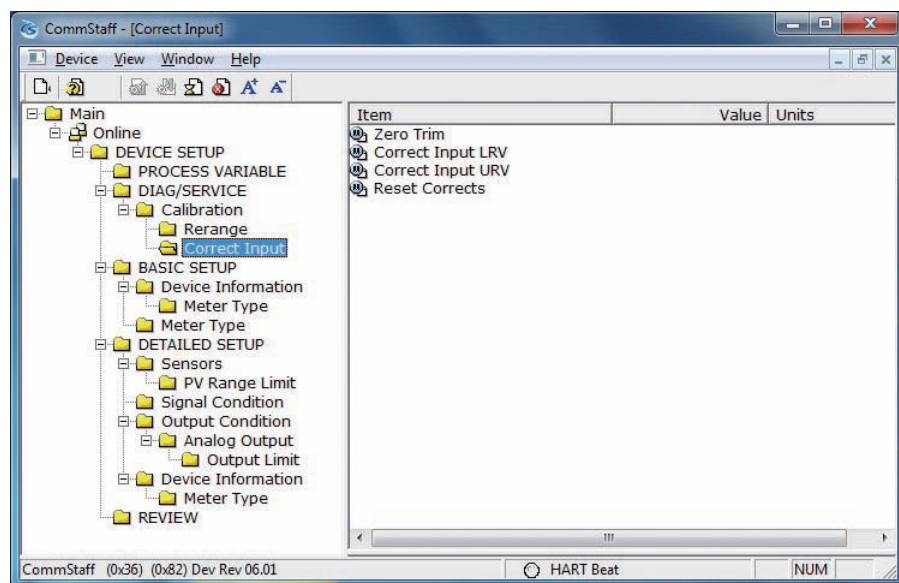 CommStaff - [Correct Input]
Device View Window Help
Main
Online
DEVICE SETUP
PROCESS VARIABLE
DIAG/SERVICE
Calibration
Rerange
Correct Input
BASIC SETUP
Device Information
Meter Type
Meter Type
DETAILED SETUP
Sensors
PV Range Limit
Signal Condition
Output Condition
Analog Output
Output Limit
Device Information
Meter Type
REVIEW
Item Value Units
Zero Trim
Correct Input LRV
Correct Input URV
Reset Corrects
CommStaff (0x36) (0x82) Dev Rev 06.01 HART Beat NUM